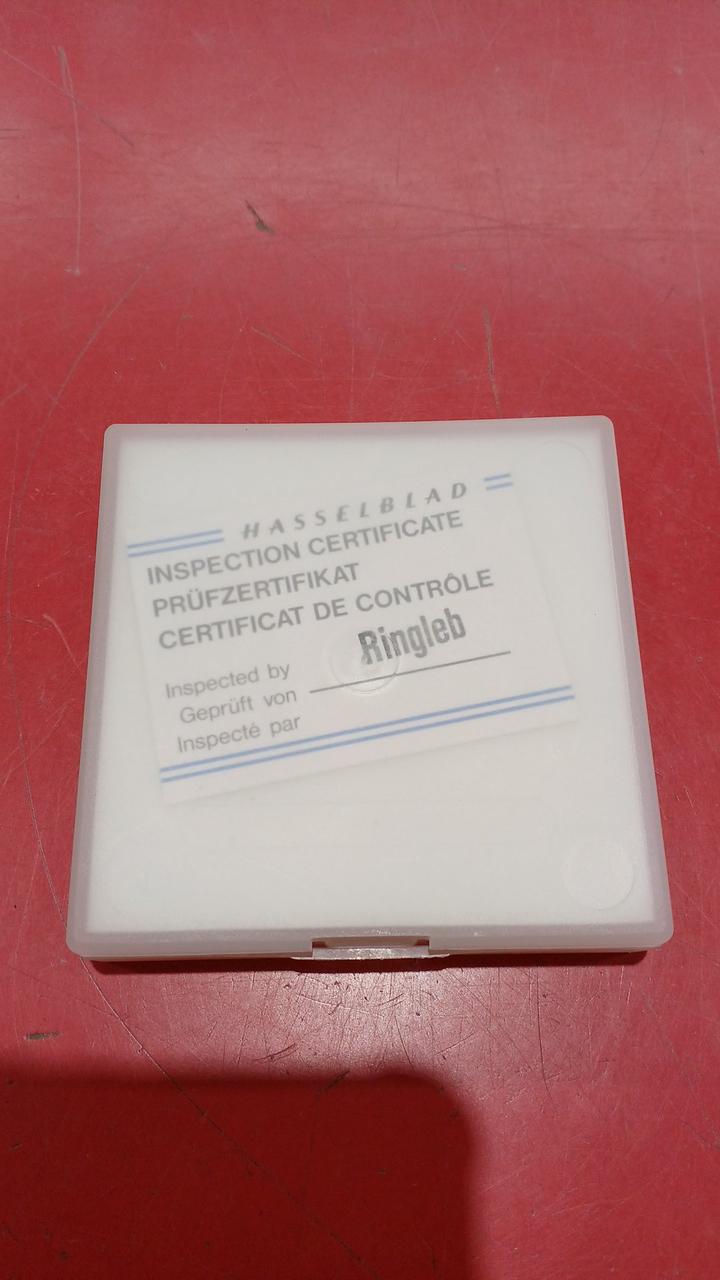 HASSELBLAD
INSPECTION CERTIFICATE
PRÜFZERTIFIKAT
CERTIFICAT DE CONTRÔLE
Ringleb
Inspected by
Geprüft von
Inspecté par